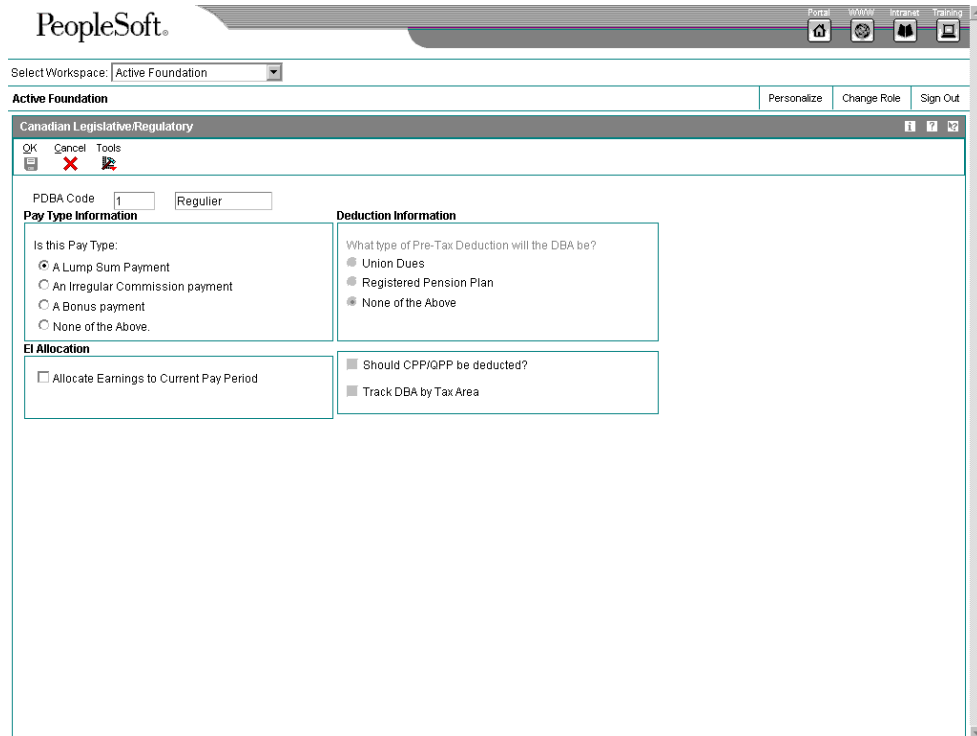 PeopleSoft.
Portal WWW Intranet Training
Select Workspace: Active Foundation
Active Foundation
Personalize Change Role Sign Out
Canadian Legislative/Regulatory
OK Cancel Tools
PDBA Code 1 Regulier
Pay Type Information
Is this Pay Type:
A Lump Sum Payment
An Irregular Commission payment
A Bonus payment
None of the Above.
Deduction Information
What type of Pre-Tax Deduction will the DBA be?
Union Dues
Registered Pension Plan
None of the Above
EI Allocation
Allocate Earnings to Current Pay Period
Should CPP/QPP be deducted?
Track DBA by Tax Area